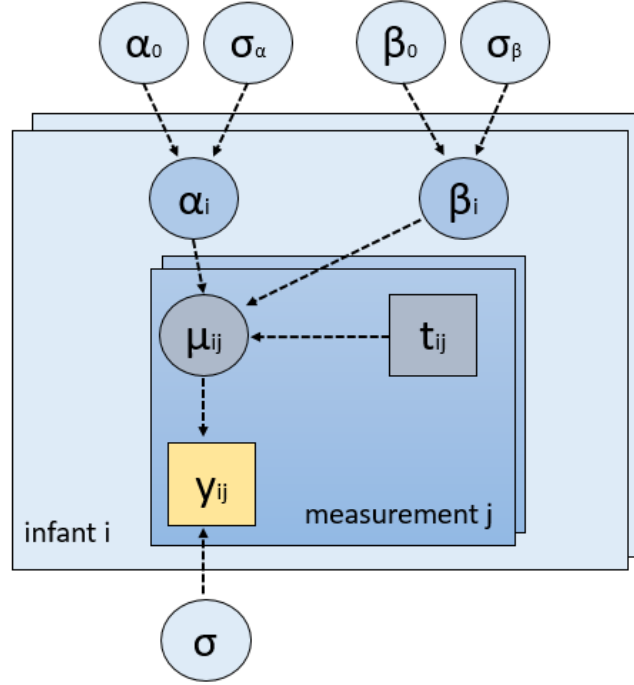 α₀ σα β₀ σᵦ
αi βi
μij tij
yij
measurement j
infant i
σ